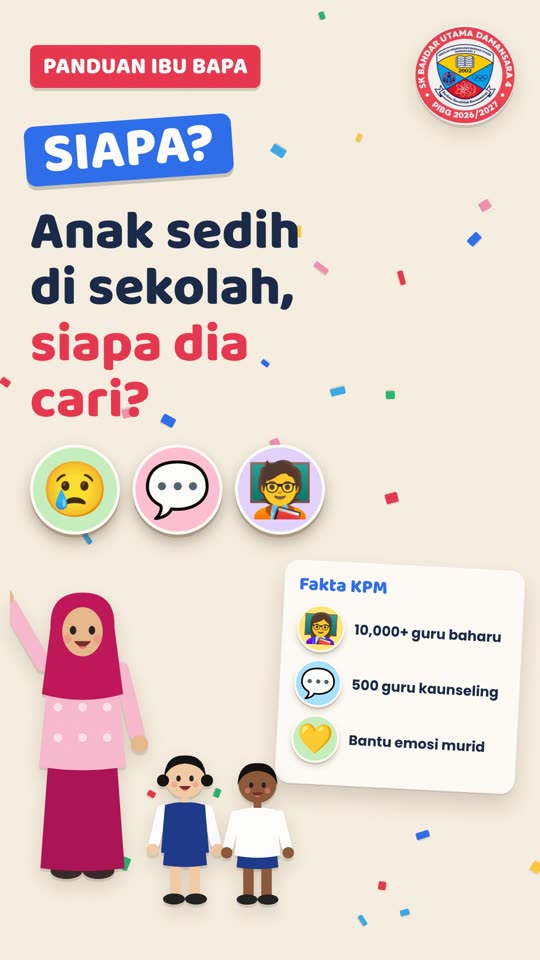 PANDUAN IBU BAPA
SK BANDAR UTAMA DAMANSARA 4
2002
PIBG 2026/2027
SIAPA?
Anak sedih
di sekolah,
siapa dia
cari?
Fakta KPM
10,000+ guru baharu
500 guru kaunseling
Bantu emosi murid